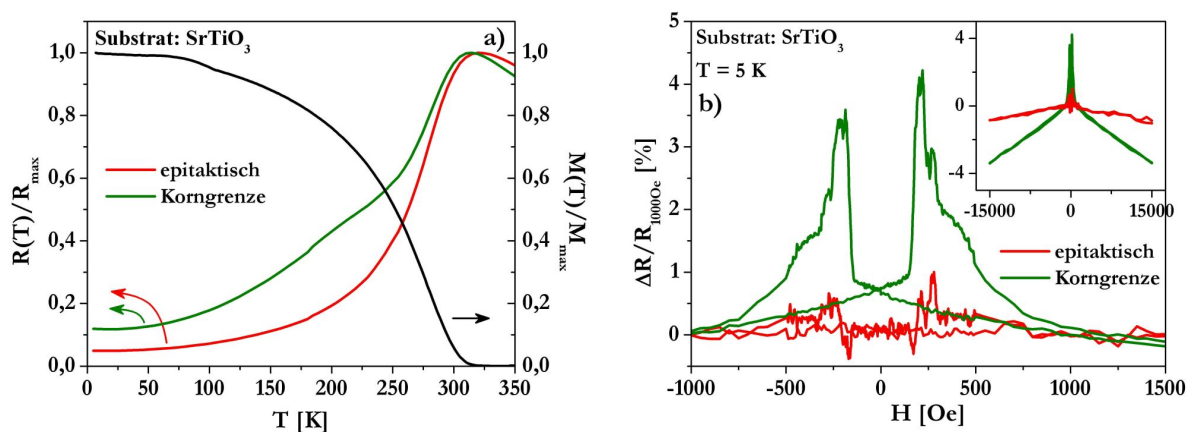 Substrat: SrTiO3
a)
1,0
0,8
0,6
0,4
0,2
0,0
R(T)/Rmax
epitaktisch
Korngrenze
1,0
0,8
0,6
0,4
0,2
0,0
M(T)/Mmax
0
50
100
150
200
250
300
350
T [K]
Substrat: SrTiO3
T = 5 K
b)
5
4
3
2
1
0
ΔR/R1000Oe [%]
4
0
-4
-15000
0
15000
epitaktisch
Korngrenze
-1000
-500
0
500
1000
1500
H [Oe]